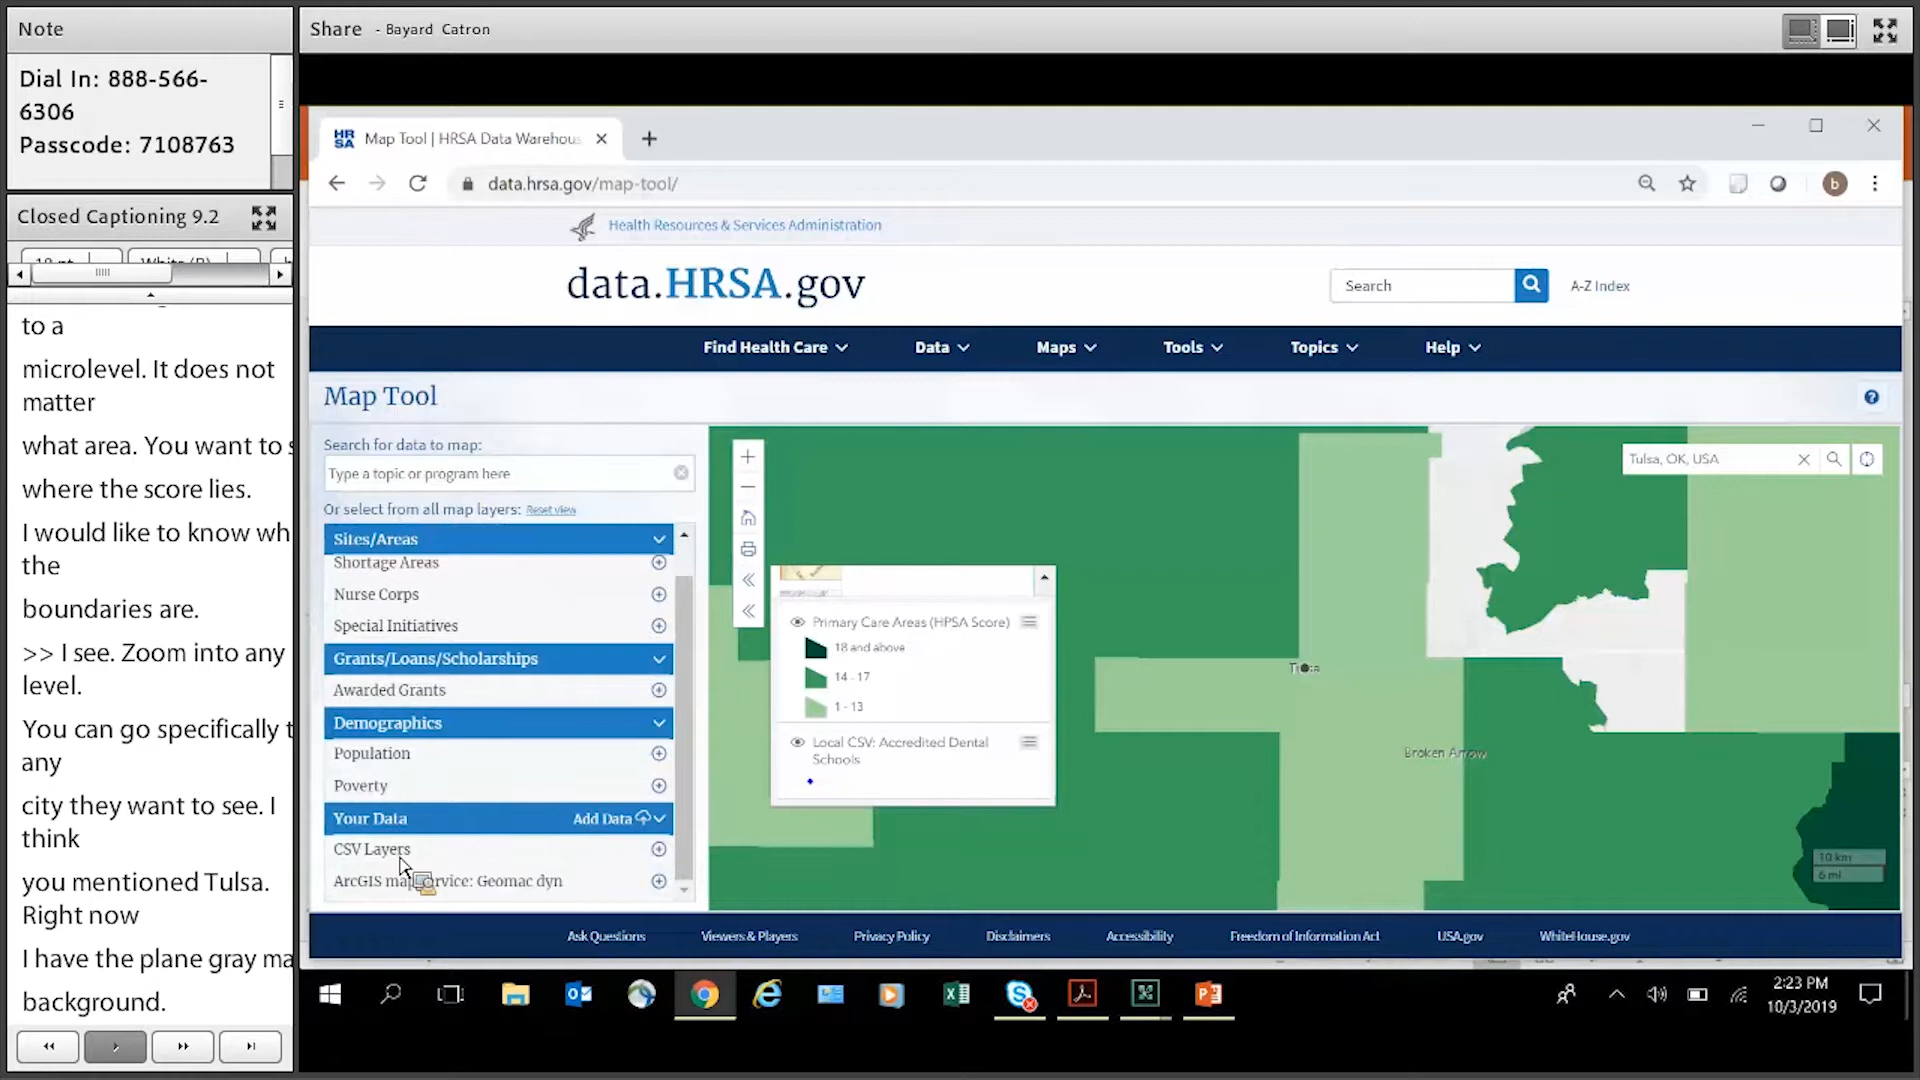 Note
Dial In: 888-566-
6306
Passcode: 7108763
Closed Captioning 9.2
to a
microlevel. It does not
matter
what area. You want to s
where the score lies.
I would like to know wh
the
boundaries are.
>> I see. Zoom into any
level.
You can go specifically t
any
city they want to see. I
think
you mentioned Tulsa.
Right now
I have the plane gray ma
background.
Share - Bayard Catron
HRSA
Map Tool | HRSA Data Warehou
data.hrsa.gov/map-tool/
b
Health Resources & Services Administration
data.HRSA.gov
Search
A-Z Index
Find Health Care Data Maps Tools Topics Help
Map Tool
Search for data to map:
Type a topic or program here
Or select from all map layers: Reset view
Sites/Areas
Shortage Areas
Nurse Corps
Special Initiatives
Grants/Loans/Scholarships
Awarded Grants
Demographics
Population
Poverty
Your Data Add Data
CSV Layers
ArcGIS Geomac dyn
Primary Care Areas (HPSA Score)
18 and above
14 - 17
1 - 13
Local CSV: Accredited Dental
Schools
Tulsa, OK, USA
Broken Arrow
10 km
6 mi
Ask Questions Viewers & Players Privacy Policy Disclaimers Accessibility Freedom of Information Act USA.gov WhiteHouse.gov
2:23 PM
10/3/2019